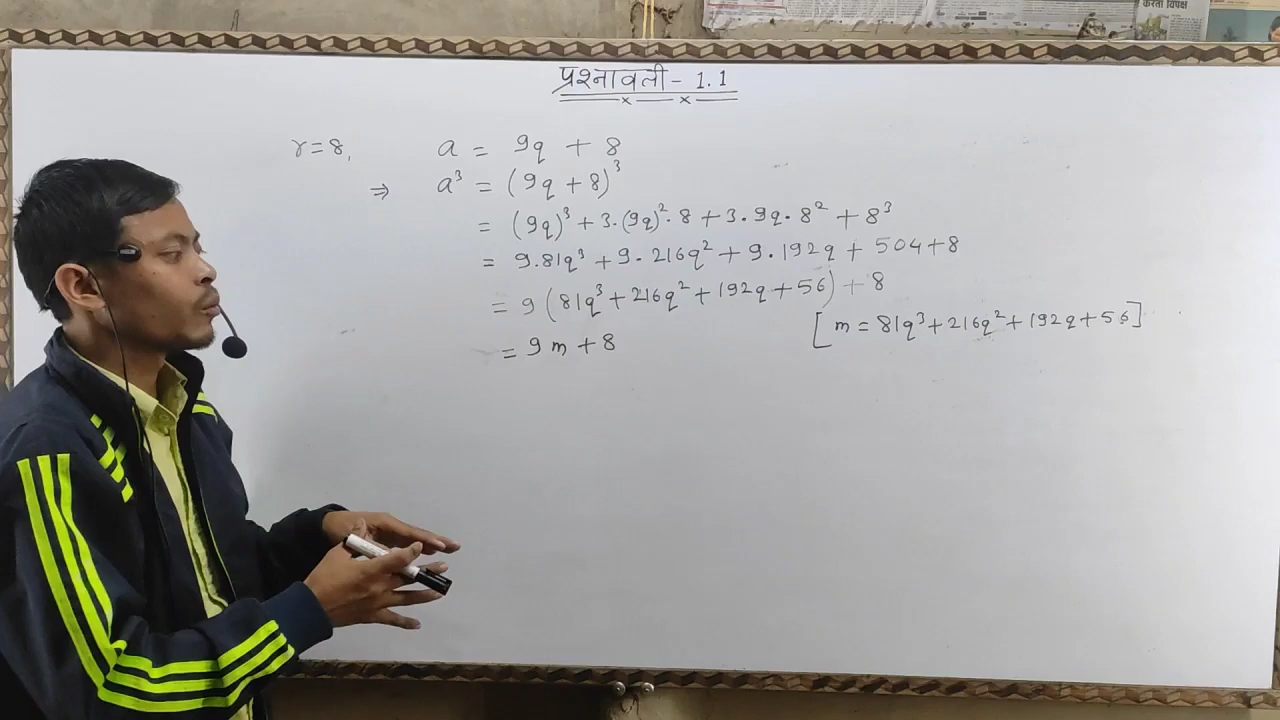 करता विपक्ष
प्रश्नावली - 1.1
r=8, a = 9q + 8
⇒ a³ = (9q + 8)³
= (9q)³ + 3.(9q)².8 + 3.9q.8² + 8³
= 9.81q³ + 9.216q² + 9.192q + 504+8
= 9 (81q³ + 216q² + 192q + 56) + 8
= 9m + 8 [m = 81q³ + 216q² + 192q + 56]